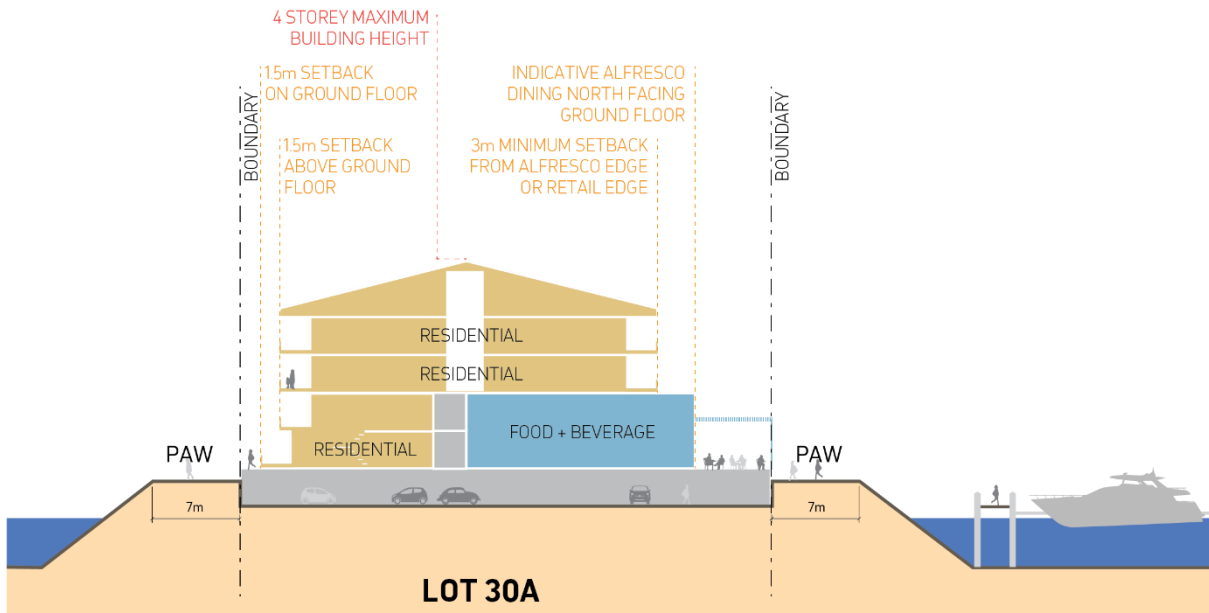 4 STOREY MAXIMUM
BUILDING HEIGHT
1.5m SETBACK
ON GROUND FLOOR
INDICATIVE ALFRESCO
DINING NORTH FACING
GROUND FLOOR
BOUNDARY
BOUNDARY
1.5m SETBACK
ABOVE GROUND
FLOOR
3m MINIMUM SETBACK
FROM ALFRESCO EDGE
OR RETAIL EDGE
RESIDENTIAL
RESIDENTIAL
RESIDENTIAL
FOOD + BEVERAGE
PAW
PAW
7m
7m
LOT 30A